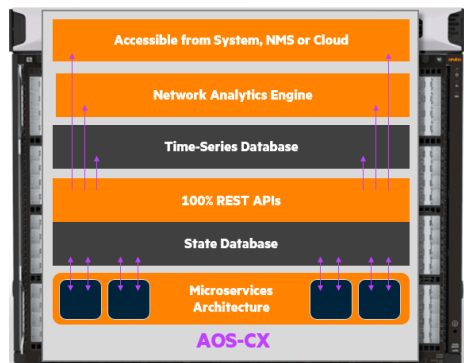 Accessible from System, NMS or Cloud
Network Analytics Engine
Time-Series Database
100% REST APIs
State Database
Microservices
Architecture
AOS-CX